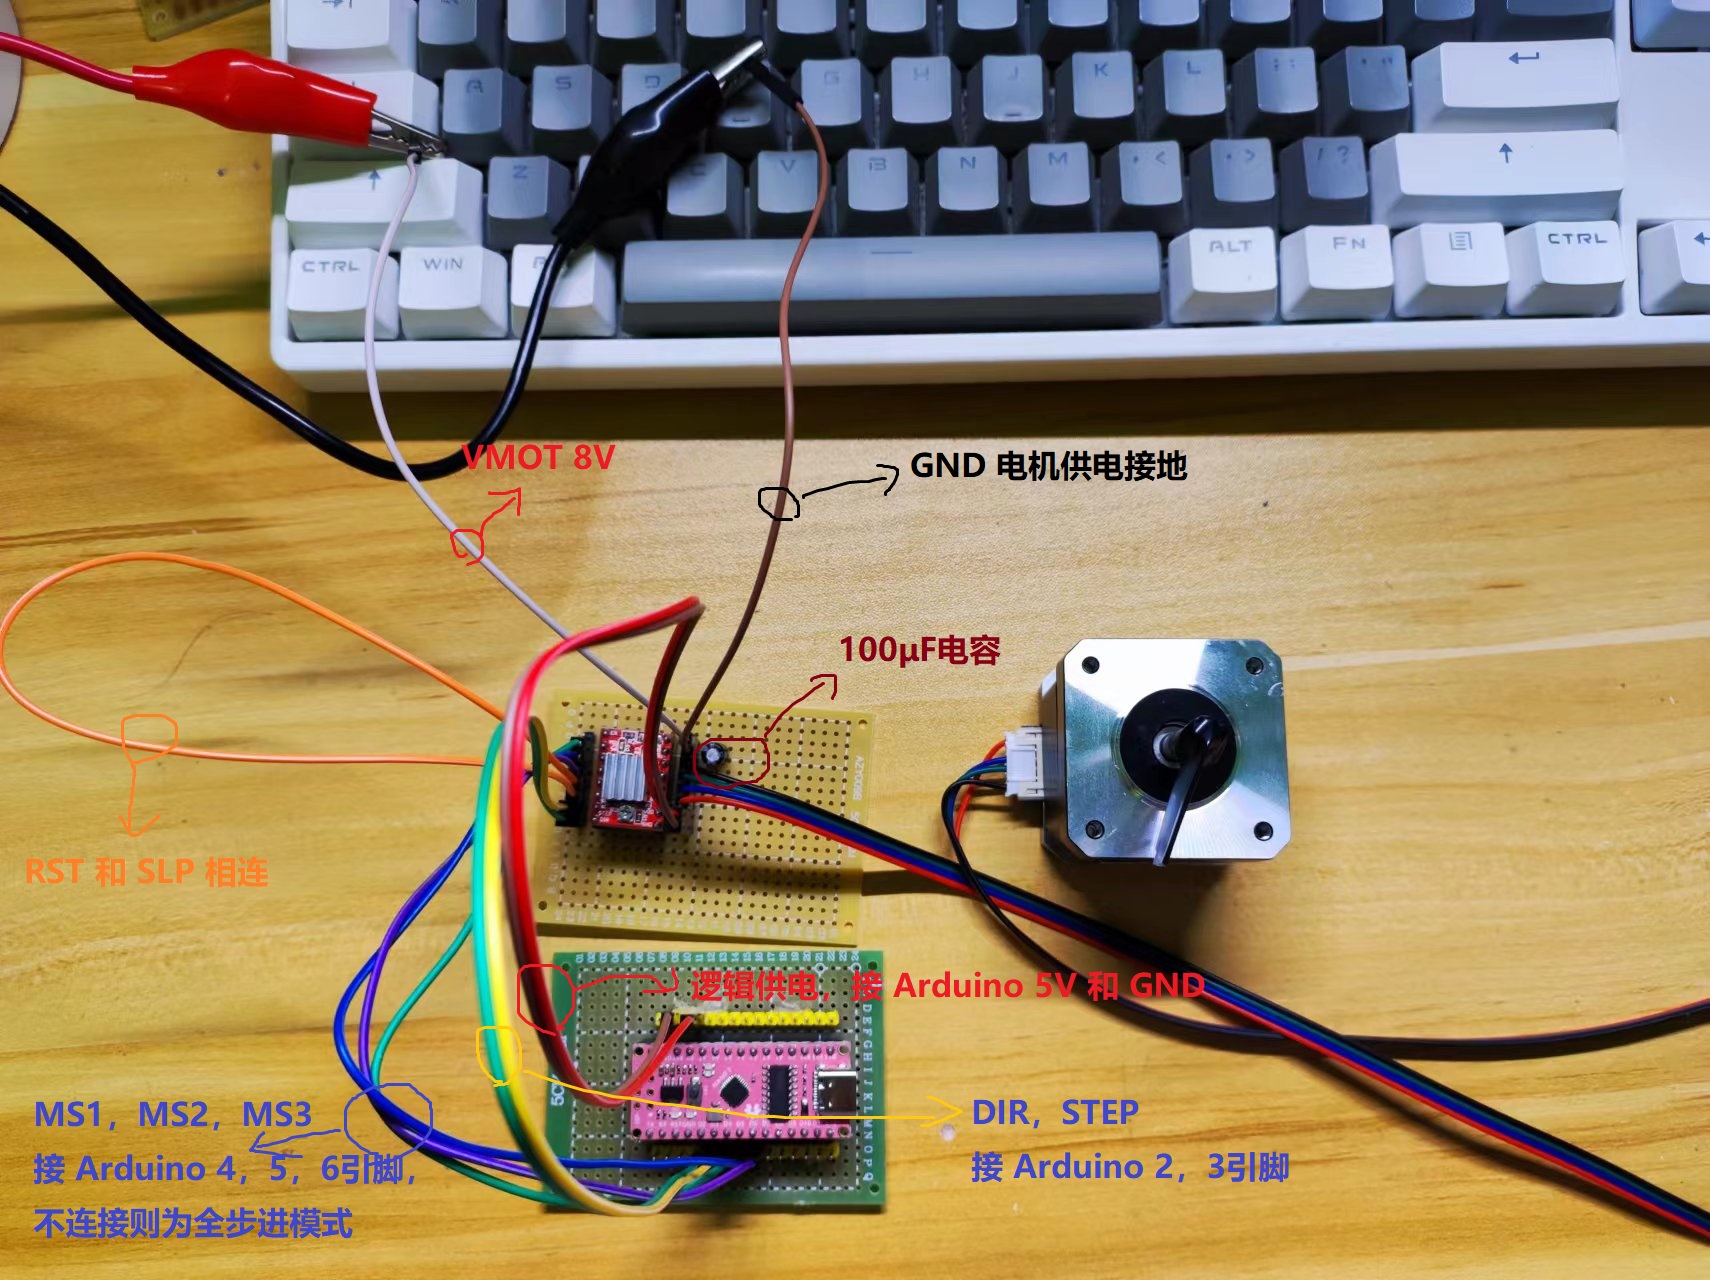 A
S
D
G
H
J
K
L
Z
C
V
B
N
M
< 
>
/ ?
CTRL
WIN
ALT
FN
CTRL
VMOT 8V
GND 电机供电接地
100μF电容
RST 和 SLP 相连
逻辑供电，接 Arduino 5V 和 GND
MS1，MS2，MS3
接 Arduino 4，5，6引脚，
不连接则为全步进模式
DIR，STEP
接 Arduino 2，3引脚